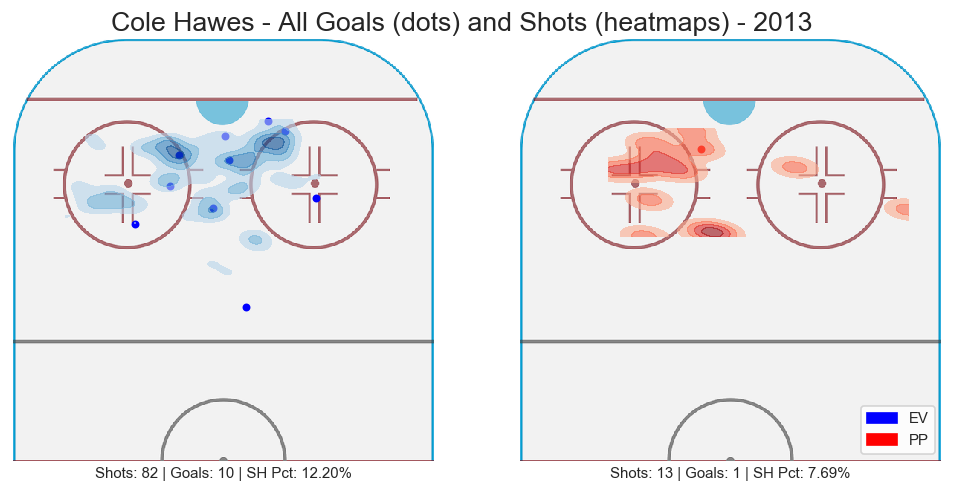 Cole Hawes - All Goals (dots) and Shots (heatmaps) - 2013
EV
PP
Shots: 82 | Goals: 10 | SH Pct: 12.20%
Shots: 13 | Goals: 1 | SH Pct: 7.69%